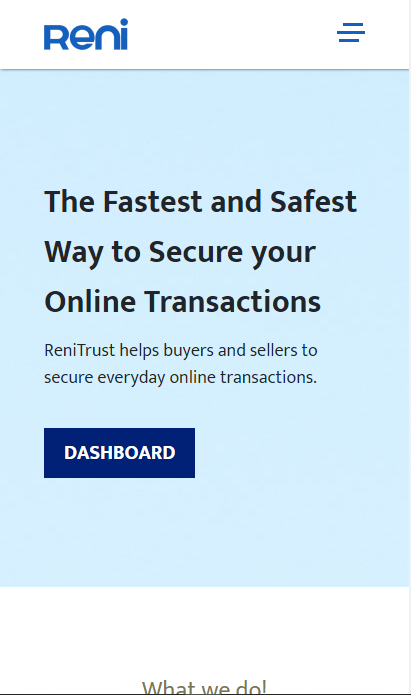 Reni
The Fastest and Safest
Way to Secure your
Online Transactions
ReniTrust helps buyers and sellers to
secure everyday online transactions.
DASHBOARD
What we do!